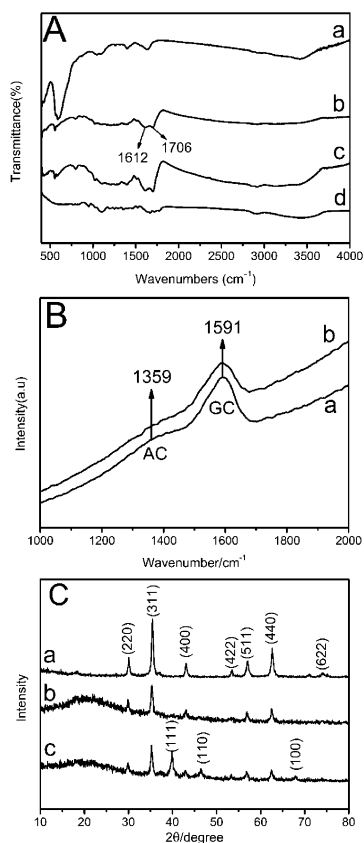 A
a
b
1612
1706
c
d
Transmittance(%)
500 1000 1500 2000 2500 3000 3500 4000
Wavenumbers (cm⁻¹)
B
1591
b
1359
a
GC
AC
Intensity(a.u)
1000 1200 1400 1600 1800 2000
Wavenumber/cm⁻¹
C
(311)
(440)
(220)
(400)
(422)
(511)
(622)
a
b
(111)
(110)
(100)
c
Intensity
10 20 30 40 50 60 70 80
2θ/degree